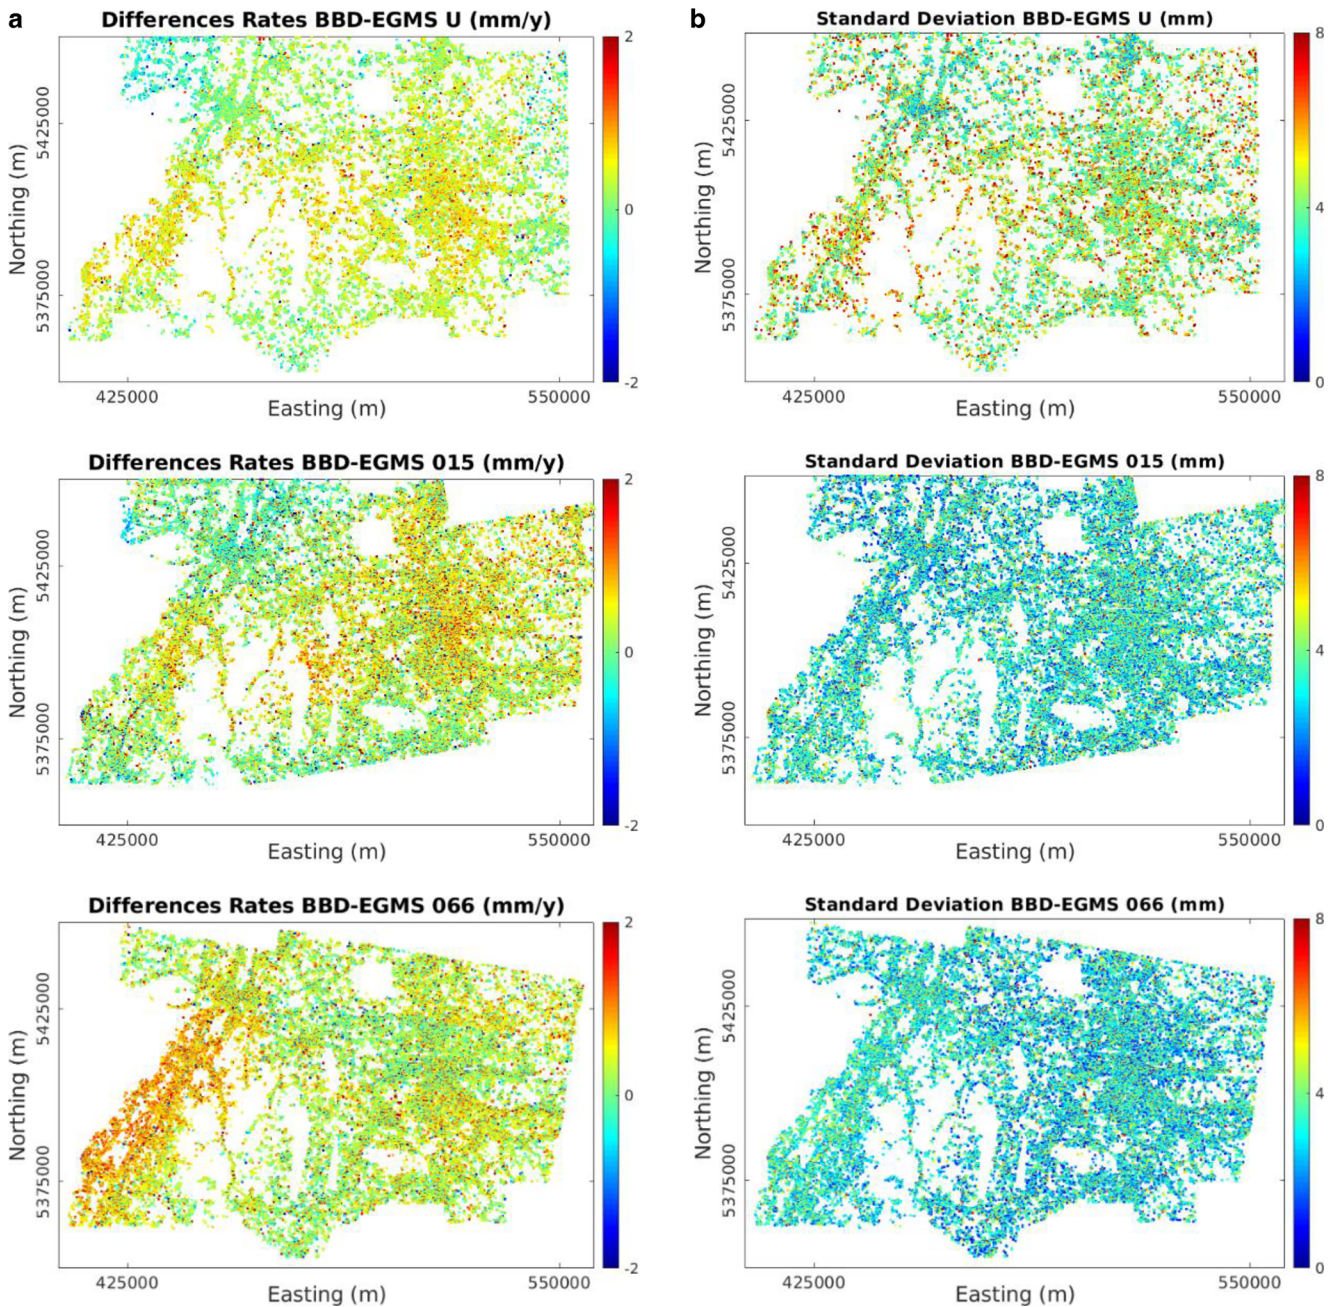 a
b
Differences Rates BBD-EGMS U (mm/y)
Standard Deviation BBD-EGMS U (mm)
2
0
-2
8
4
0
5425000
5375000
Northing (m)
5425000
5375000
Northing (m)
425000
550000
Easting (m)
425000
550000
Easting (m)
Differences Rates BBD-EGMS 015 (mm/y)
Standard Deviation BBD-EGMS 015 (mm)
2
0
-2
8
4
0
5425000
5375000
Northing (m)
5425000
5375000
Northing (m)
425000
550000
Easting (m)
425000
550000
Easting (m)
Differences Rates BBD-EGMS 066 (mm/y)
Standard Deviation BBD-EGMS 066 (mm)
2
0
-2
8
4
0
5425000
5375000
Northing (m)
5425000
5375000
Northing (m)
425000
550000
Easting (m)
425000
550000
Easting (m)